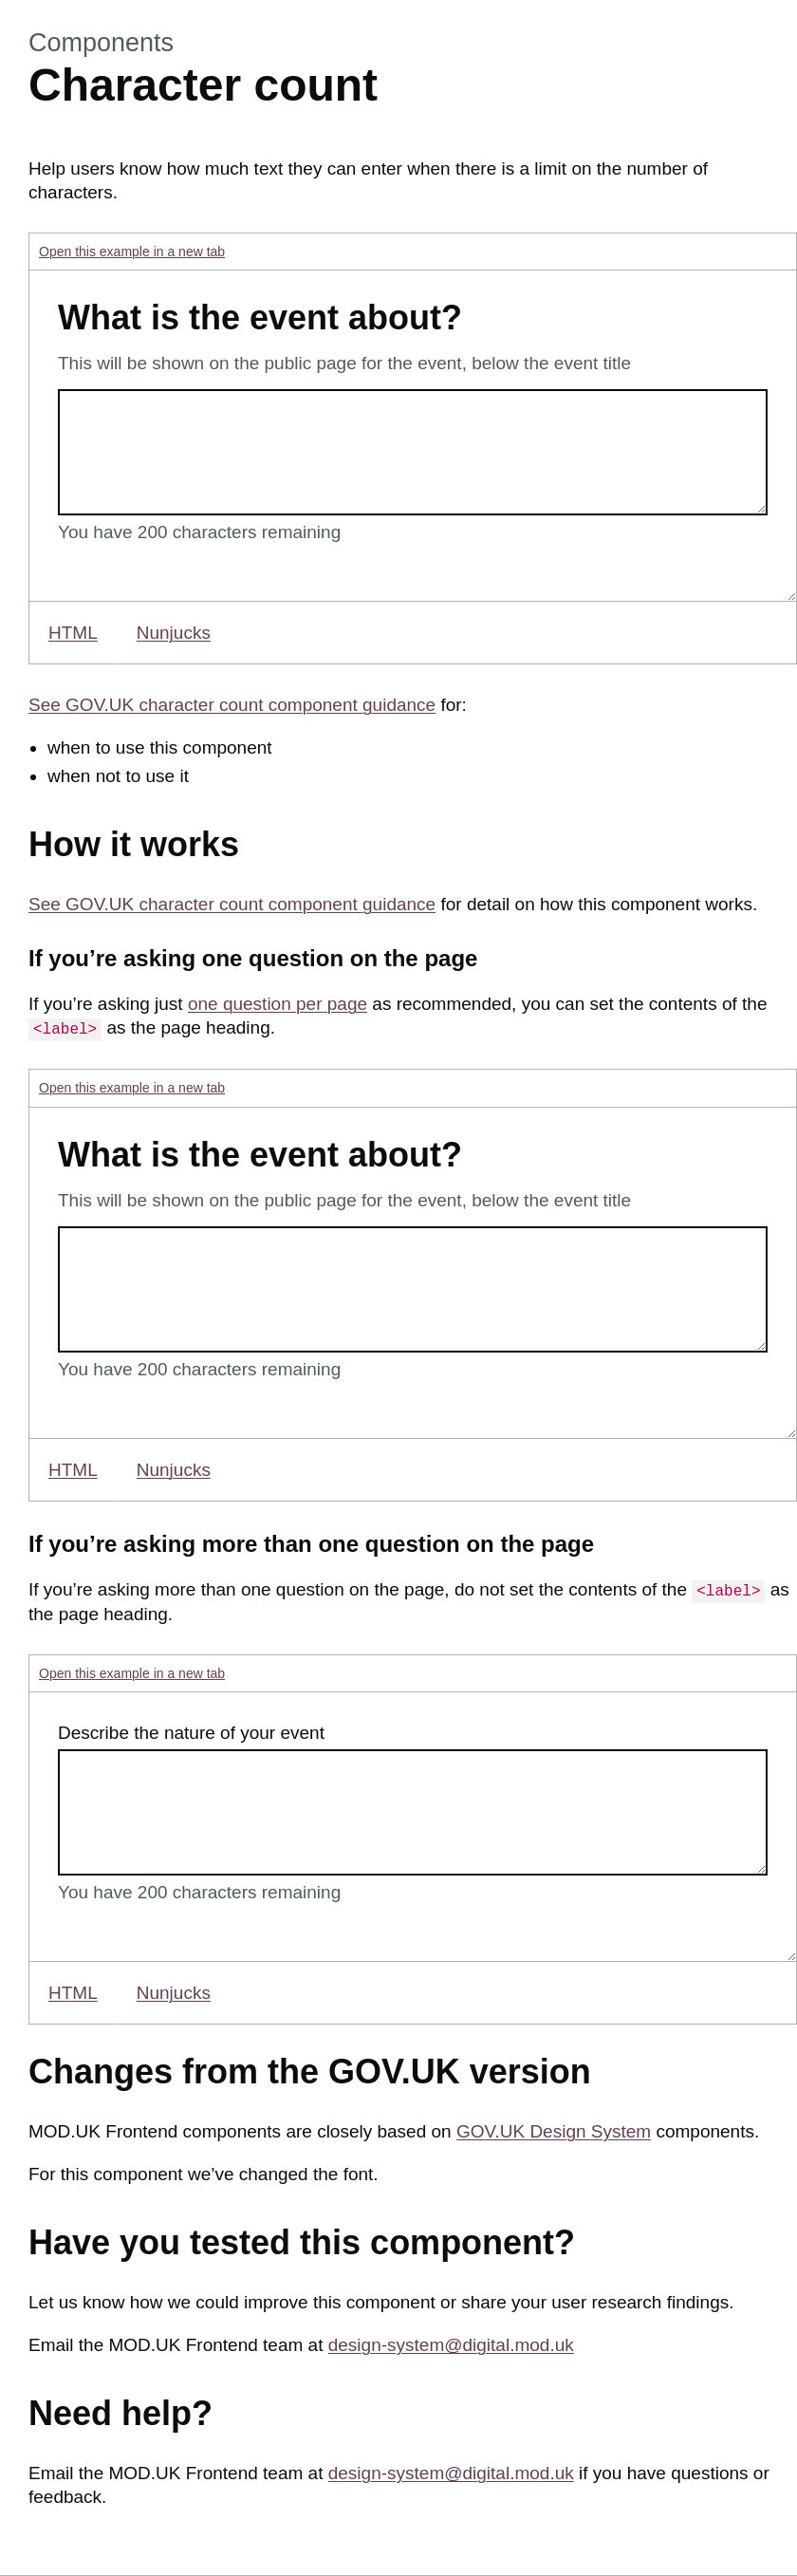 Components
Character count
Help users know how much text they can enter when there is a limit on the number of
characters.
Open this example in a new tab
What is the event about?
This will be shown on the public page for the event, below the event title
You have 200 characters remaining
HTML Nunjucks
See GOV.UK character count component guidance for:
• when to use this component
• when not to use it
How it works
See GOV.UK character count component guidance for detail on how this component works.
If you’re asking one question on the page
If you’re asking just one question per page as recommended, you can set the contents of the
<label> as the page heading.
Open this example in a new tab
What is the event about?
This will be shown on the public page for the event, below the event title
You have 200 characters remaining
HTML Nunjucks
If you’re asking more than one question on the page
If you’re asking more than one question on the page, do not set the contents of the <label> as
the page heading.
Open this example in a new tab
Describe the nature of your event
You have 200 characters remaining
HTML Nunjucks
Changes from the GOV.UK version
MOD.UK Frontend components are closely based on GOV.UK Design System components.
For this component we’ve changed the font.
Have you tested this component?
Let us know how we could improve this component or share your user research findings.
Email the MOD.UK Frontend team at design-system@digital.mod.uk
Need help?
Email the MOD.UK Frontend team at design-system@digital.mod.uk if you have questions or
feedback.